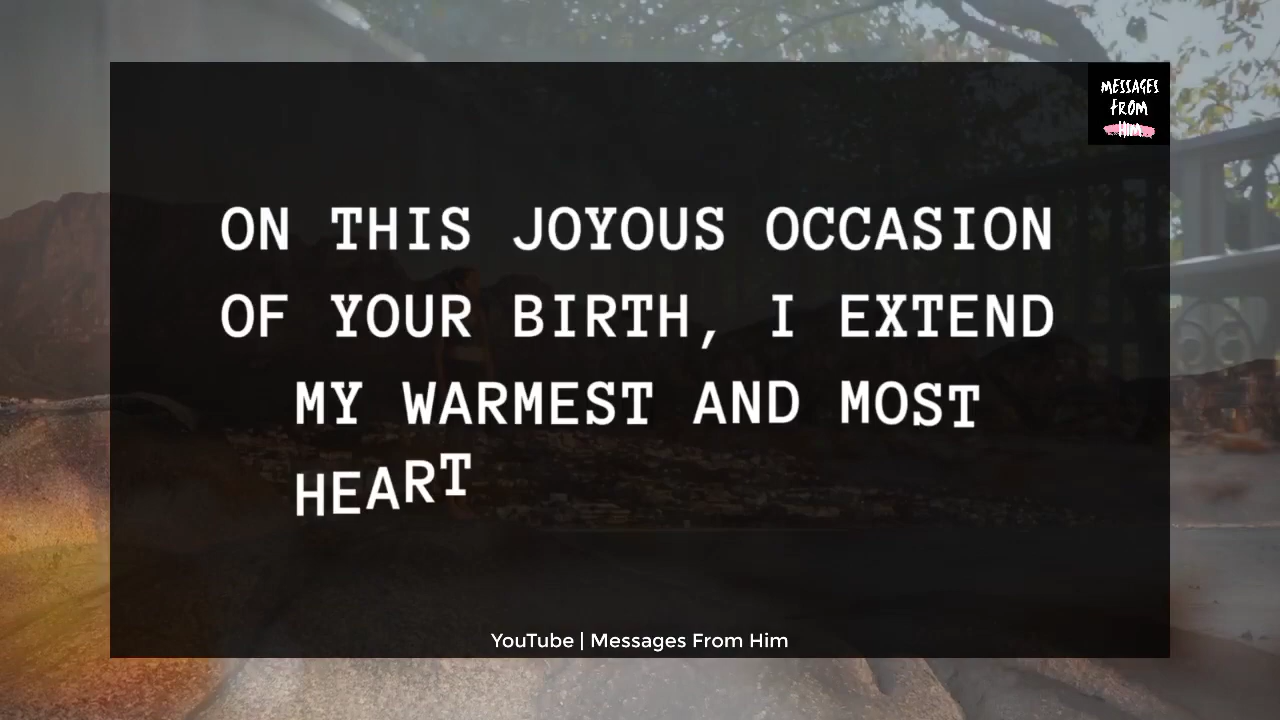 MESSAGES
FROM
HIM
ON THIS JOYOUS OCCASION
OF YOUR BIRTH, I EXTEND
MY WARMEST AND MOST
HEART
YouTube | Messages From Him